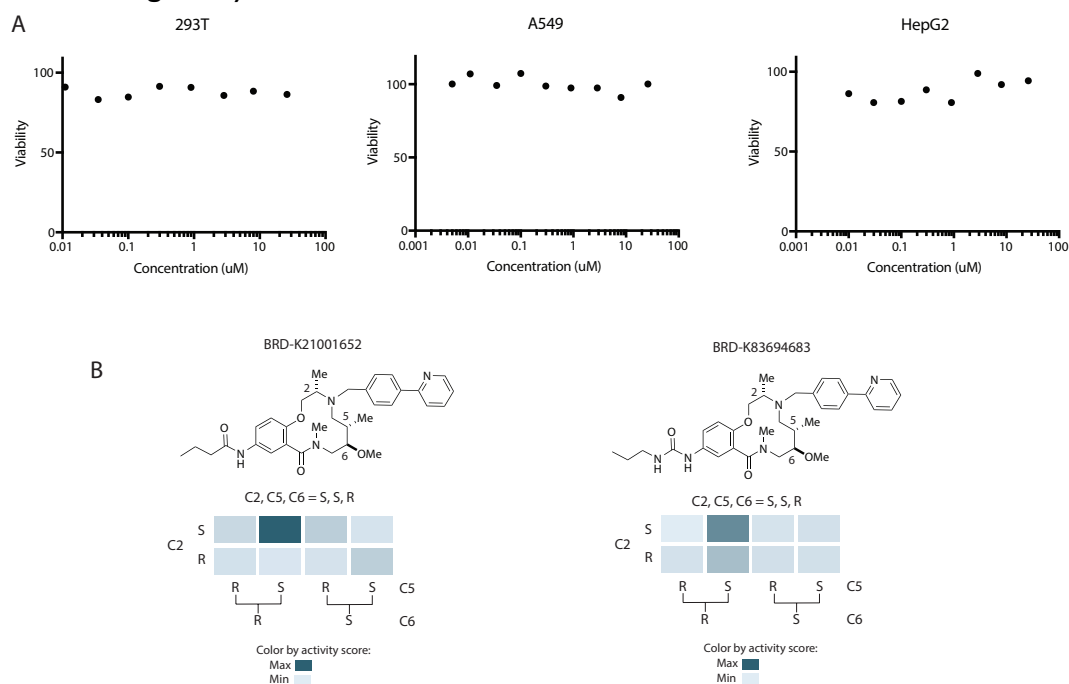 A
293T
A549
HepG2
Viability
100
50
0
0.01
0.1
1
10
100
Concentration (uM)
Viability
100
50
0
0.001
0.01
0.1
1
10
100
Concentration (uM)
Viability
100
50
0
0.001
0.01
0.1
1
10
100
Concentration (uM)
B
BRD-K21001652
2
Me
N
N
O
5
Me
Me
O
N
H
N
6
OMe
O
C2, C5, C6 = S, S, R
C2
S
R
R S R S C5
R S C6
Color by activity score:
Max
Min
BRD-K83694683
2
Me
N
N
O
5
Me
Me
O
N
H
N
H
N
6
OMe
O
C2, C5, C6 = S, S, R
C2
S
R
R S R S C5
R S C6
Color by activity score:
Max
Min